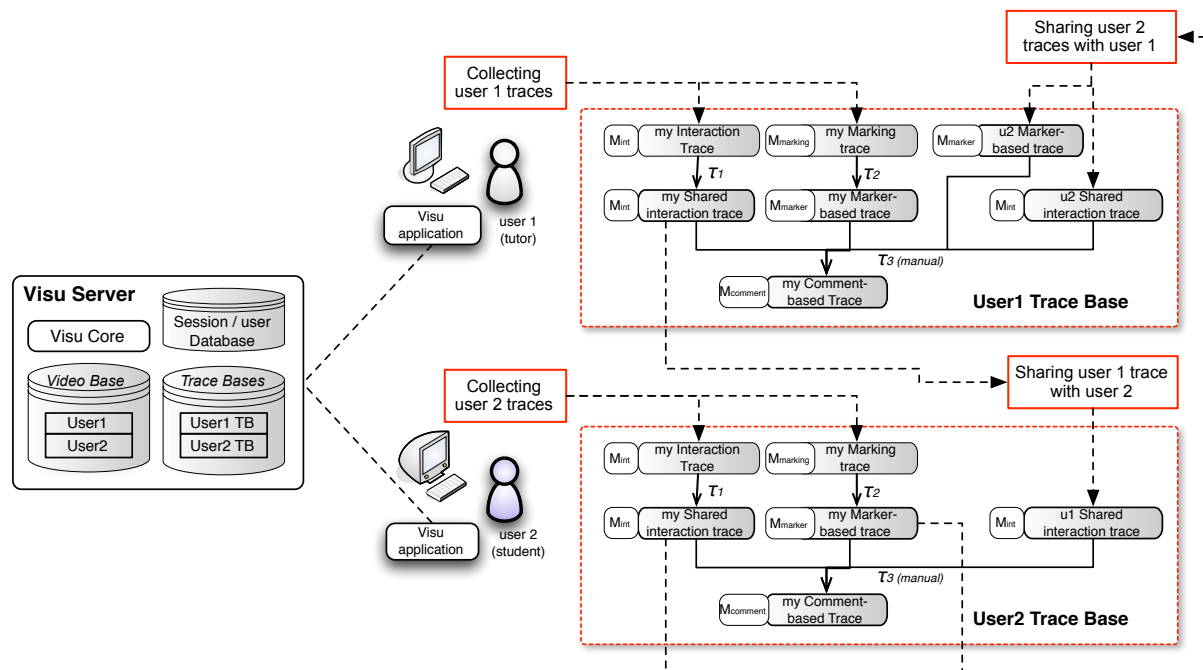 Sharing user 2
traces with user 1
Collecting
user 1 traces
Mint
my Interaction
Trace
Mmarking
my Marking
trace
Mmarker
u2 Marker-
based trace
τ1
τ2
Mint
my Shared
interaction trace
Mmarker
my Marker-
based trace
Mint
u2 Shared
interaction trace
τ3 (manual)
Mcomment
my Comment-
based Trace
User1 Trace Base
Visu
application
user 1
(tutor)
Visu Server
Visu Core
Session / user
Database
Video Base
User1
User2
Trace Bases
User1 TB
User2 TB
Collecting
user 2 traces
Sharing user 1 trace
with user 2
Mint
my Interaction
Trace
Mmarking
my Marking
trace
τ1
τ2
Mint
my Shared
interaction trace
Mmarker
my Marker-
based trace
Mint
u1 Shared
interaction trace
τ3 (manual)
Mcomment
my Comment-
based Trace
User2 Trace Base
Visu
application
user 2
(student)